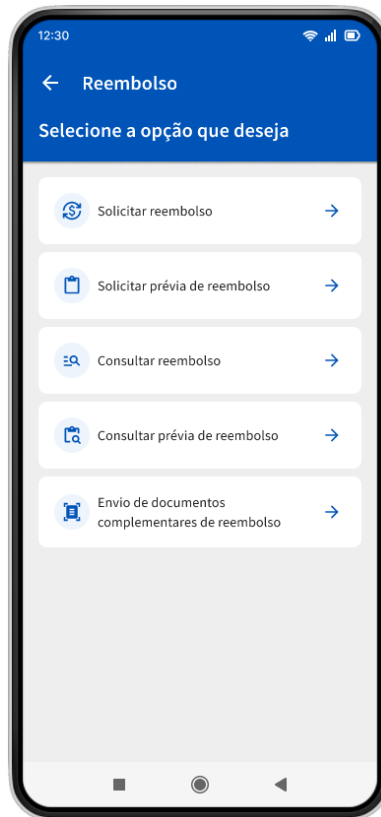 12:30
Reembolso
Selecione a opção que deseja
Solicitar reembolso
Solicitar prévia de reembolso
Consultar reembolso
Consultar prévia de reembolso
Envio de documentos
complementares de reembolso